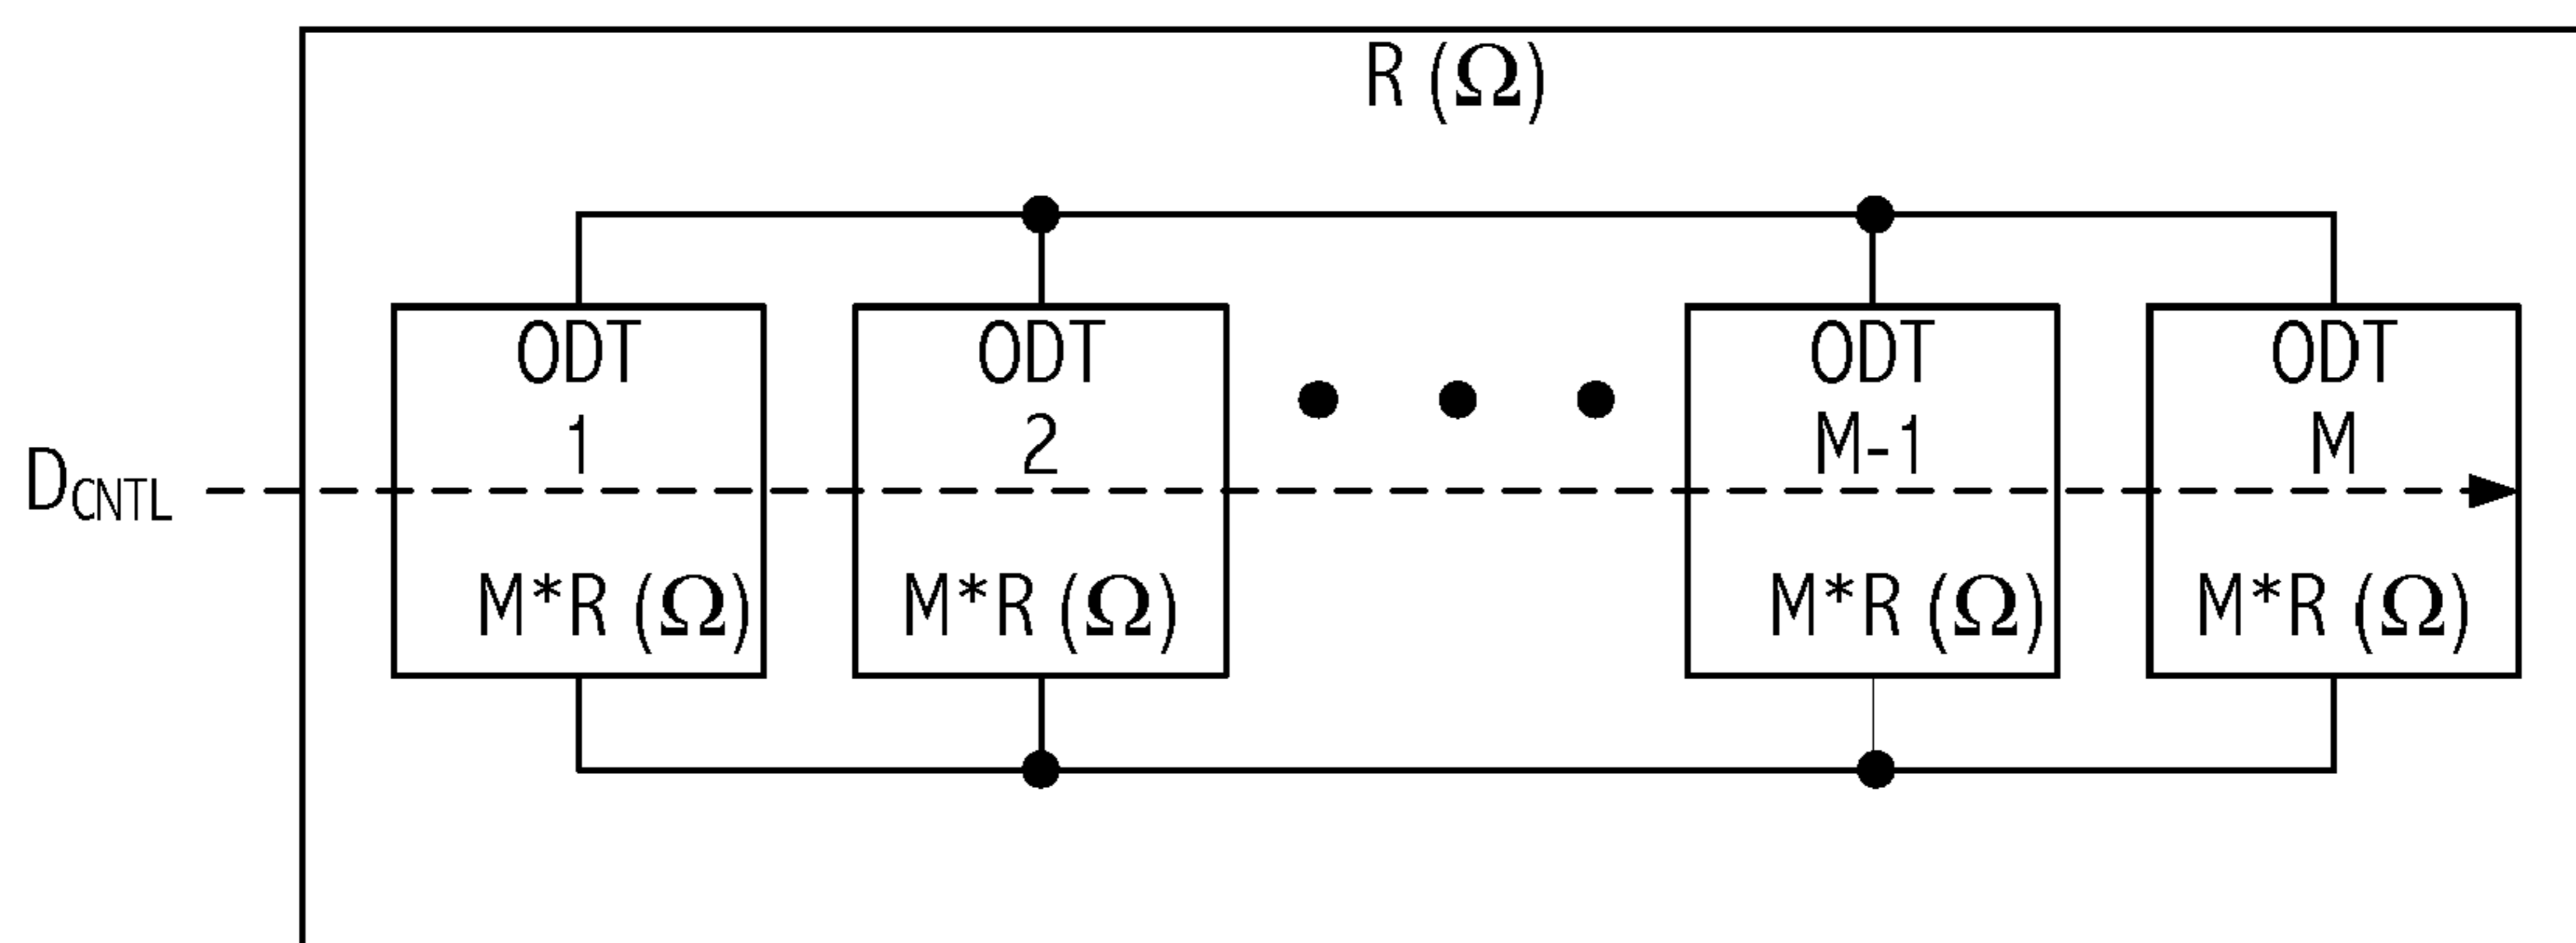 R (Ω)
ODT
1
M*R (Ω)
ODT
2
M*R (Ω)
ODT
M-1
M*R (Ω)
ODT
M
M*R (Ω)
DCNTL